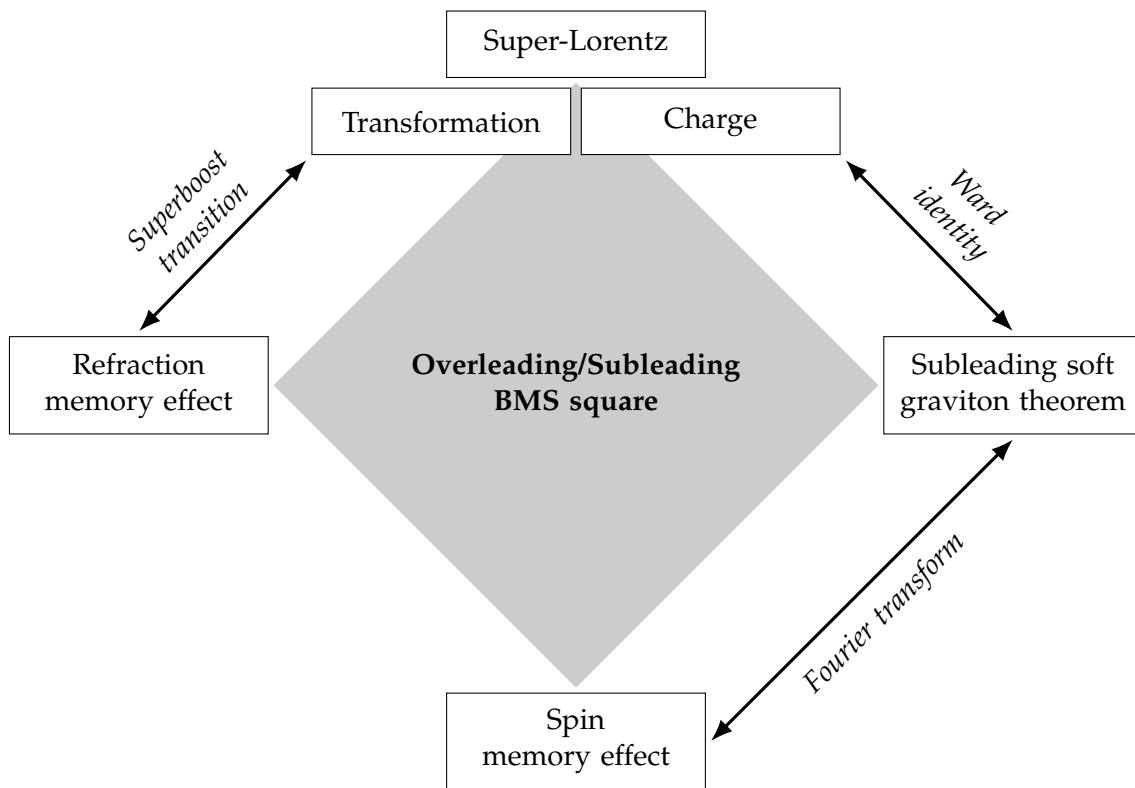 Super-Lorentz
Transformation
Charge
Superboost
transition
Ward
identity
Refraction
memory effect
Overleading/Subleading
BMS square
Subleading soft
graviton theorem
Fourier transform
Spin
memory effect